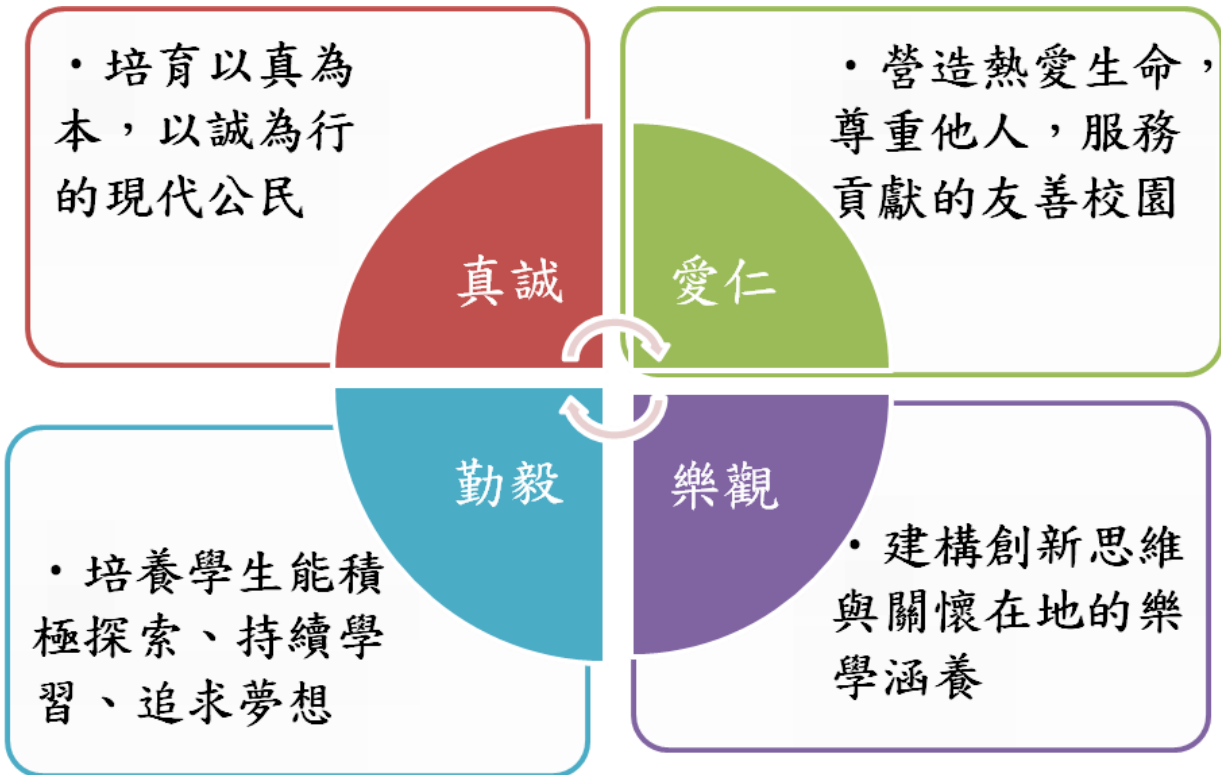 ・培育以真為
本，以誠為行
的現代公民
・營造熱愛生命，
尊重他人，服務
貢獻的友善校園
真誠
愛仁
勤毅
樂觀
・培養學生能積
極探索、持續學
習、追求夢想
・建構創新思維
與關懷在地的樂
學涵養